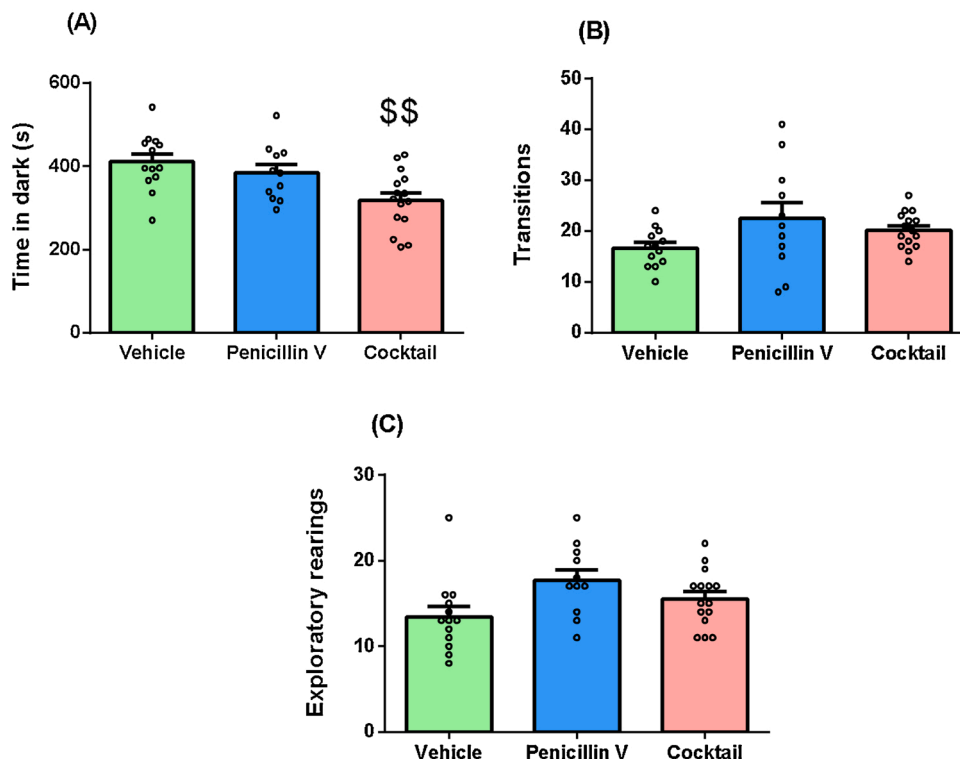 (A)
Time in dark (s)
600
400
200
0
$$
Vehicle Penicillin V Cocktail
(B)
Transitions
50
40
30
20
10
0
Vehicle Penicillin V Cocktail
(C)
Exploratory rearings
30
20
10
0
Vehicle Penicillin V Cocktail